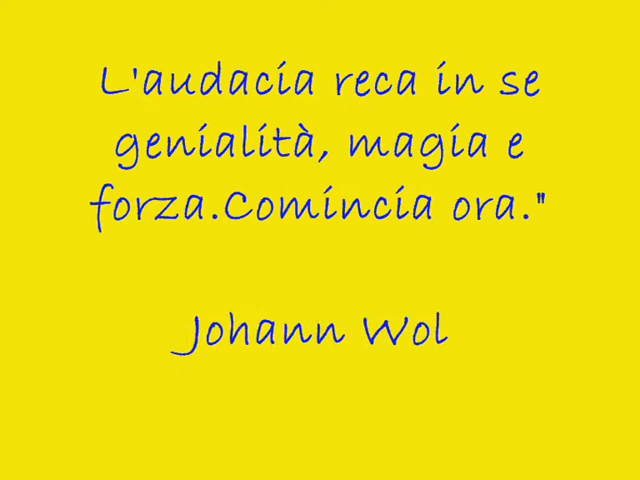 L'audacia reca in se
genialità, magia e
forza.Comincia ora."
Johann Wol